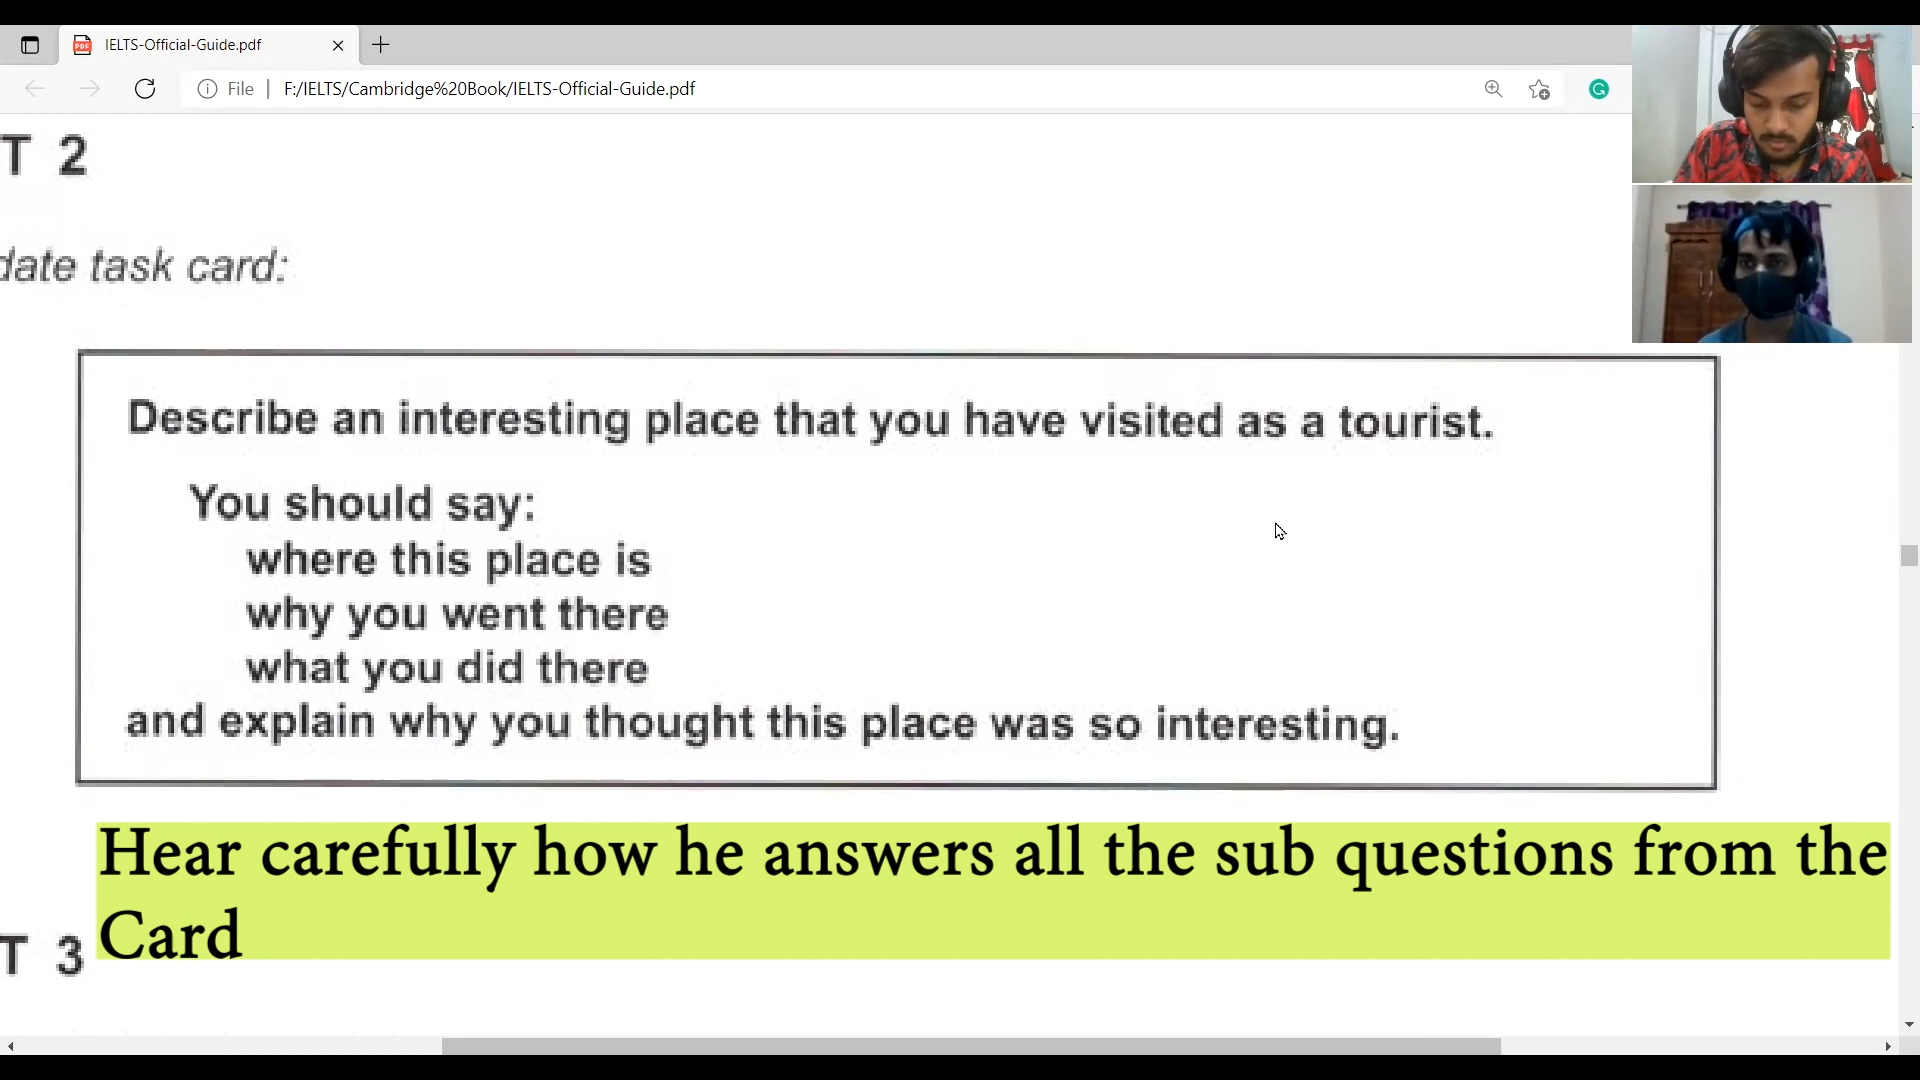 IELTS-Official-Guide.pdf
File | F:/IELTS/Cambridge%20Book/IELTS-Official-Guide.pdf
T 2
date task card:
Describe an interesting place that you have visited as a tourist.
You should say:
where this place is
why you went there
what you did there
and explain why you thought this place was so interesting.
Hear carefully how he answers all the sub questions from the
Card
T 3